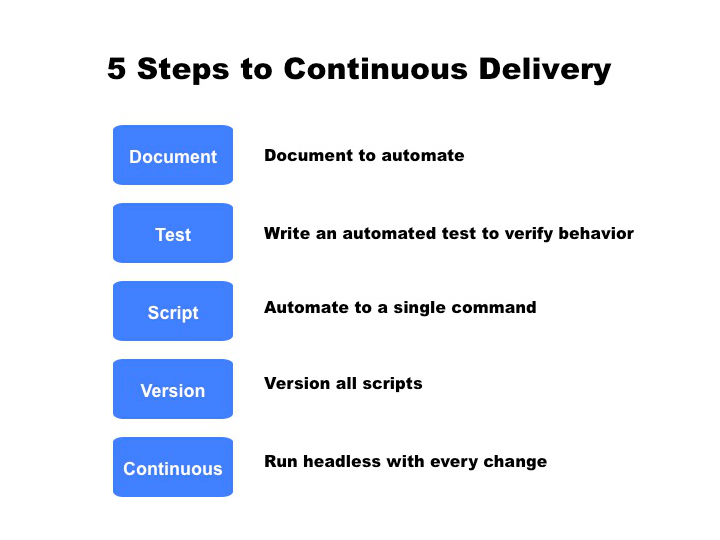 5 Steps to Continuous Delivery
Document
Document to automate
Test
Write an automated test to verify behavior
Script
Automate to a single command
Version
Version all scripts
Continuous
Run headless with every change